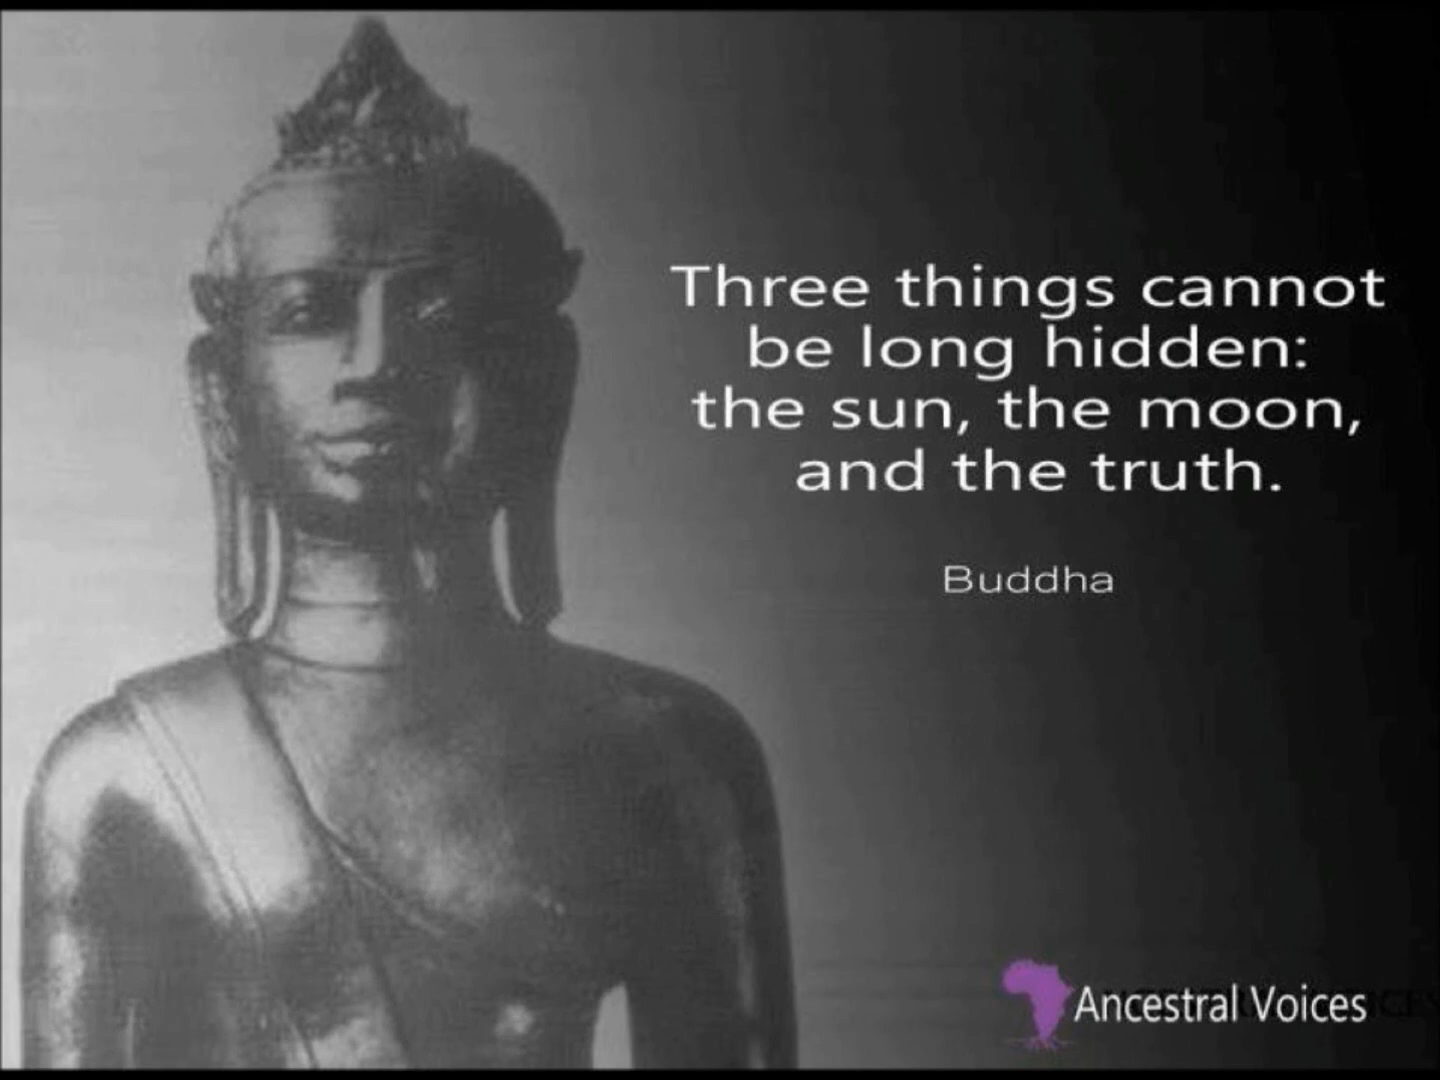 Three things cannot
be long hidden:
the sun, the moon,
and the truth.
Buddha
Ancestral Voices